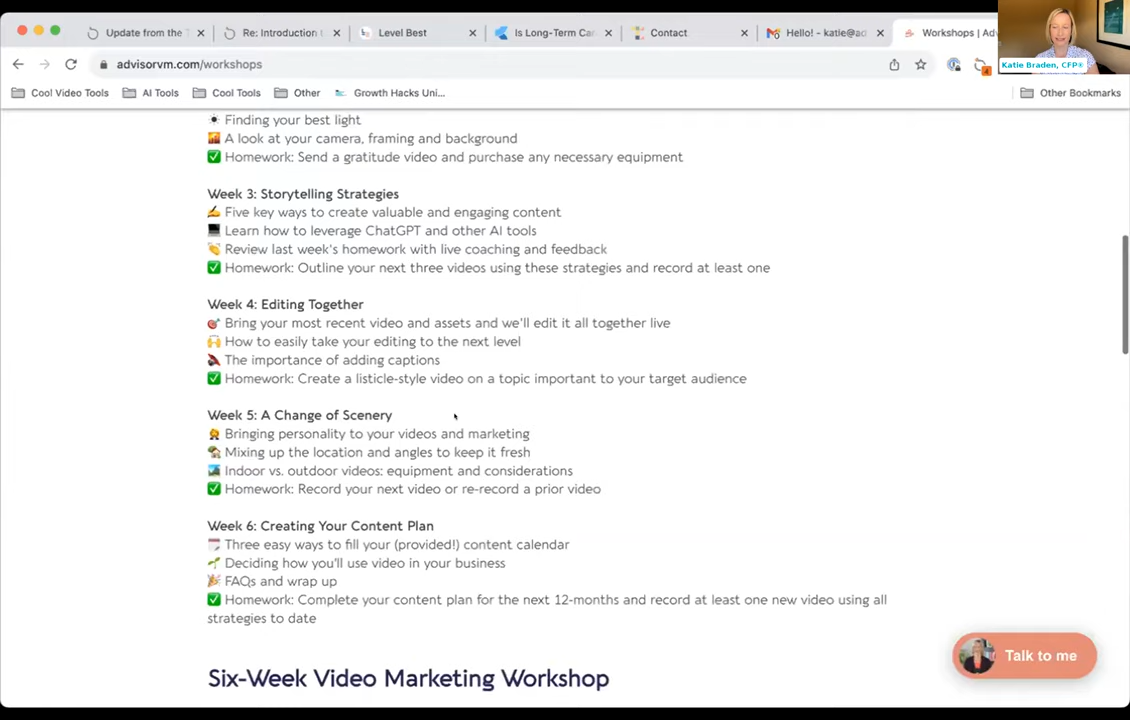 Update from the T
Re: Introduction
Level Best
Is Long-Term Car
Contact
Hello! - katie@ad
Workshops | Adv
advisorvm.com/workshops
4
Katie Braden, CFP®
Cool Video Tools
AI Tools
Cool Tools
Other
Growth Hacks Uni...
Other Bookmarks
Finding your best light
A look at your camera, framing and background
Homework: Send a gratitude video and purchase any necessary equipment
Week 3: Storytelling Strategies
Five key ways to create valuable and engaging content
Learn how to leverage ChatGPT and other AI tools
Review last week's homework with live coaching and feedback
Homework: Outline your next three videos using these strategies and record at least one
Week 4: Editing Together
Bring your most recent video and assets and we'll edit it all together live
How to easily take your editing to the next level
The importance of adding captions
Homework: Create a listicle-style video on a topic important to your target audience
Week 5: A Change of Scenery
Bringing personality to your videos and marketing
Mixing up the location and angles to keep it fresh
Indoor vs. outdoor videos: equipment and considerations
Homework: Record your next video or re-record a prior video
Week 6: Creating Your Content Plan
Three easy ways to fill your (provided!) content calendar
Deciding how you'll use video in your business
FAQs and wrap up
Homework: Complete your content plan for the next 12-months and record at least one new video using all
strategies to date
Six-Week Video Marketing Workshop
Talk to me